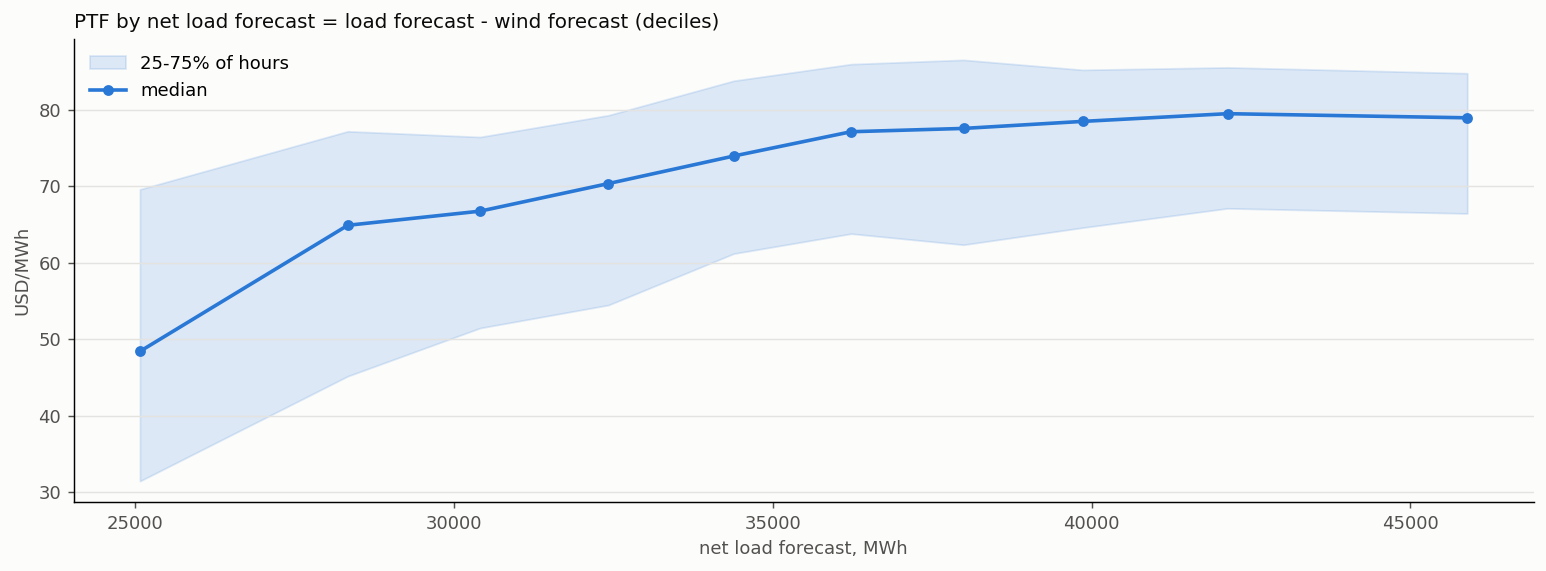 PTF by net load forecast = load forecast - wind forecast (deciles)
25-75% of hours
median
80
70
60
50
40
30
USD/MWh
25000
30000
35000
40000
45000
net load forecast, MWh